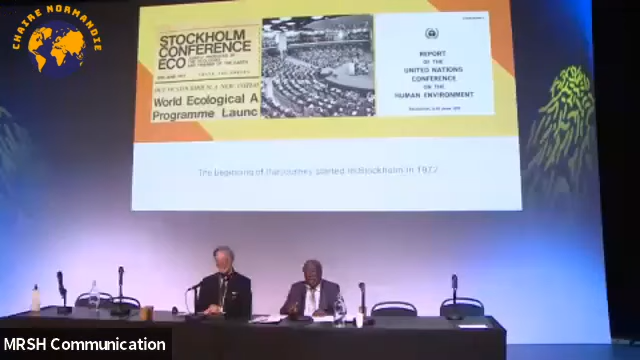 CHAIRE NORMANDIE
STOCKHOLM
CONFERENCE
ECO
World Ecological A
Programme Launc
REPORT
OF THE
UNITED NATIONS
CONFERENCE
ON THE
HUMAN ENVIRONMENT
The beginning of the journey started in Stockholm in 1972
MRSH Communication